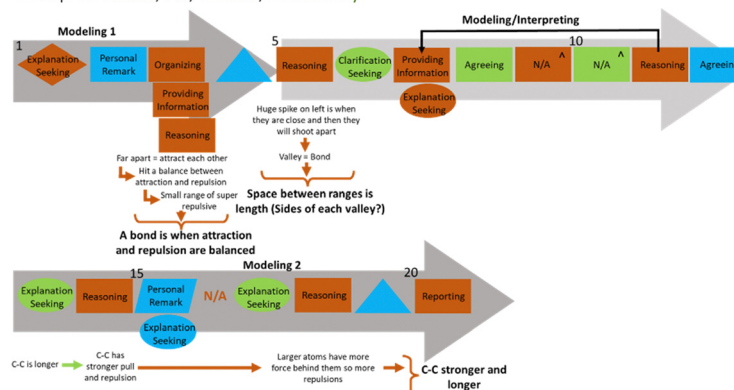 Modeling/Interpreting
Modeling 1
1
5
10
Explanation
Seeking
Personal
Remark
Organizing
Providing
Information
Reasoning
Reasoning
Clarification
Seeking
Providing
Information
Explanation
Seeking
Agreeing
N/A ^
N/A ^
Reasoning
Agreeing
Far apart = attract each other
Hit a balance between
attraction and repulsion
Small range of super
repulsive
A bond is when attraction
and repulsion are balanced
Huge spike on left is when
they are close and then they
will shoot apart
Valley = Bond
Space between ranges is
length (Sides of each valley?)
Modeling 2
15
20
Explanation
Seeking
Reasoning
Personal
Remark
Explanation
Seeking
N/A
Explanation
Seeking
Reasoning
Reporting
C-C is longer
C-C has
stronger pull
and repulsion
Larger atoms have more
force behind them so more
repulsions
C-C stronger and
longer